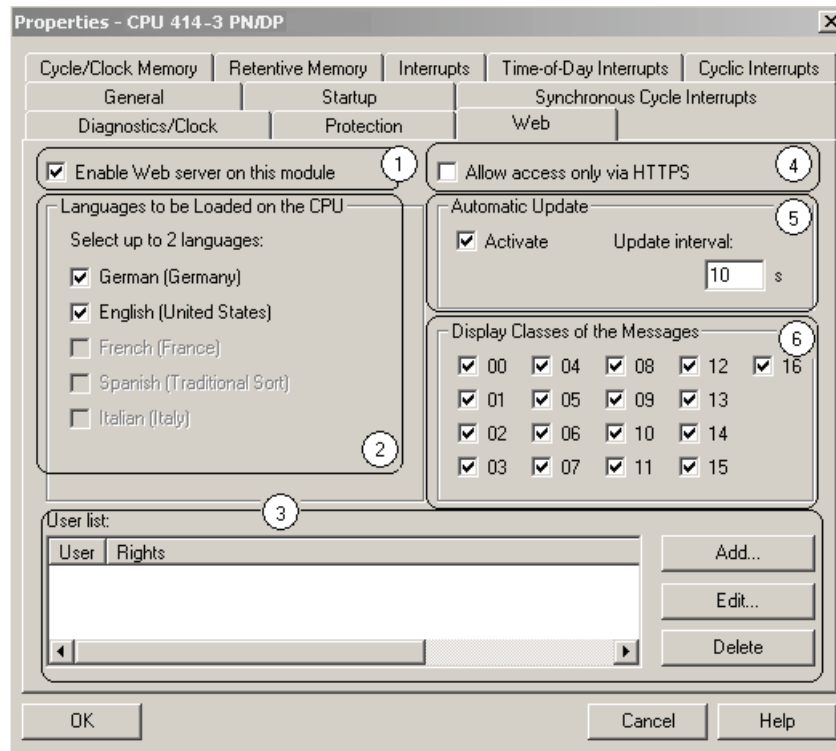 Properties - CPU 414-3 PN/DP
Cycle/Clock Memory Retentive Memory Interrupts Time-of-Day Interrupts Cyclic Interrupts
General Startup Synchronous Cycle Interrupts
Diagnostics/Clock Protection Web
Enable Web server on this module 1
Allow access only via HTTPS 4
Languages to be Loaded on the CPU
Select up to 2 languages:
German (Germany)
English (United States)
French (France)
Spanish (Traditional Sort)
Italian (Italy)
2
Automatic Update 5
Activate Update interval:
10 s
Display Classes of the Messages 6
00 04 08 12 16
01 05 09 13
02 06 10 14
03 07 11 15
User list: 3
User Rights
Add...
Edit...
Delete
OK Cancel Help